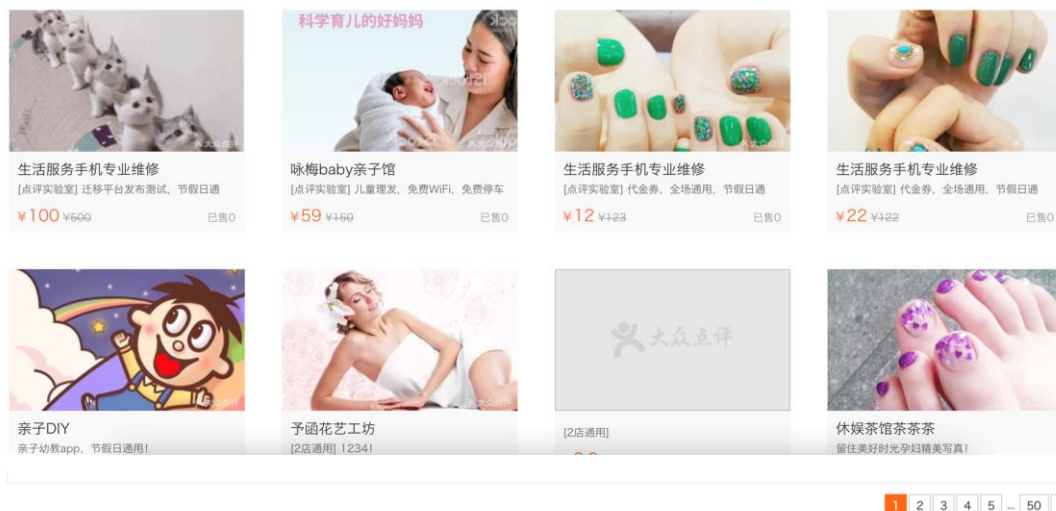 科学育儿的好妈妈
大众点评
生活服务手机专业维修
[点评实验室] 迁移平台发布测试，节假日通
¥100 ¥500 已售0
咏梅baby亲子馆
[点评实验室] 儿童理发，免费WiFi，免费停车
¥59 ¥150 已售0
生活服务手机专业维修
[点评实验室] 代金券，全场通用，节假日通
¥12 ¥123 已售0
生活服务手机专业维修
[点评实验室] 代金券，全场通用，节假日通
¥22 ¥122 已售0
亲子DIY
亲子幼教app，节假日通用！
予函花艺工坊
[2店通用] 1234！
大众点评
[2店通用]
休娱茶馆茶茶茶
留住美好时光孕妇精美写真！
1 2 3 4 5 ... 50